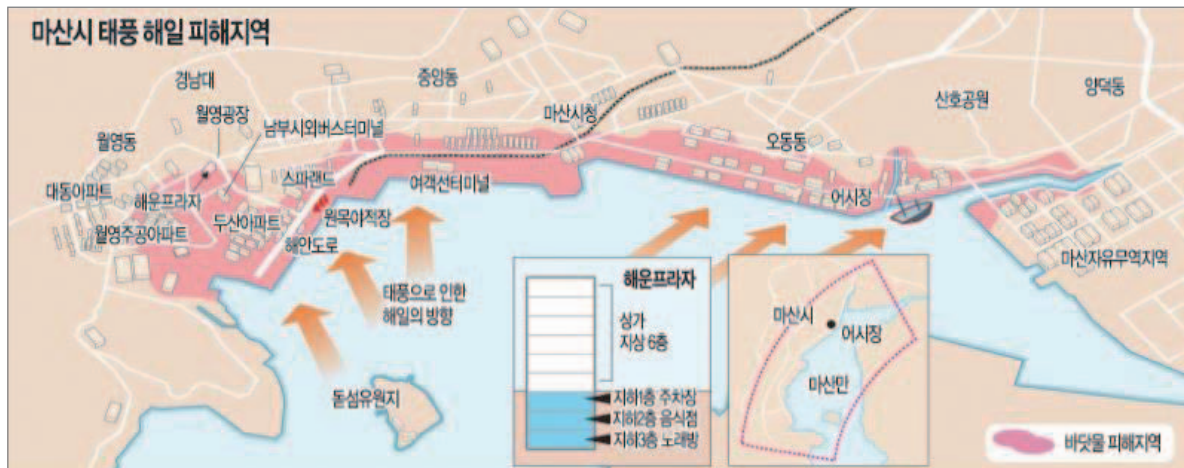 마산시 태풍 해일 피해지역
경남대
중앙동
양덕동
월영광장
마산시청
산호공원
남부시외버스터미널
월영동
오동동
스파랜드
여객선터미널
대동아파트
해운프라자
어시장
두산아파트
원목야적장
월영주공아파트
해안도로
마산자유무역지역
태풍으로 인한
해일의 방향
돝섬유원지
해운프라자
상가
지상 6층
지하1층 주차장
지하2층 음식점
지하3층 노래방
마산시
어시장
마산만
바닷물 피해지역